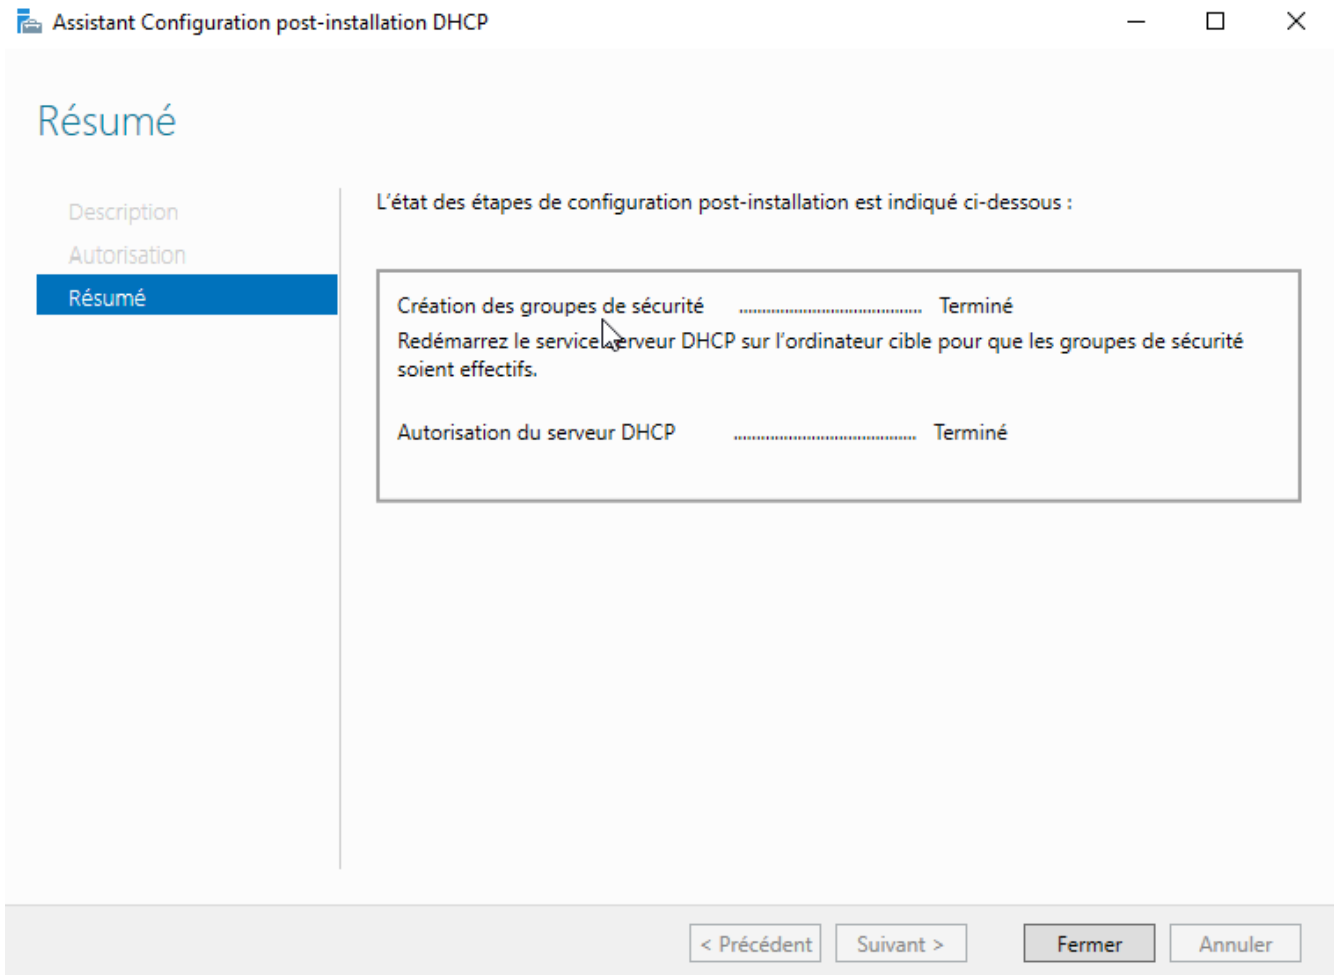 Assistant Configuration post-installation DHCP
Résumé
Description
Autorisation
Résumé
L'état des étapes de configuration post-installation est indiqué ci-dessous :
Création des groupes de sécurité ........................................ Terminé
Redémarrez le service serveur DHCP sur l'ordinateur cible pour que les groupes de sécurité
soient effectifs.
Autorisation du serveur DHCP ........................................ Terminé
< Précédent
Suivant >
Fermer
Annuler